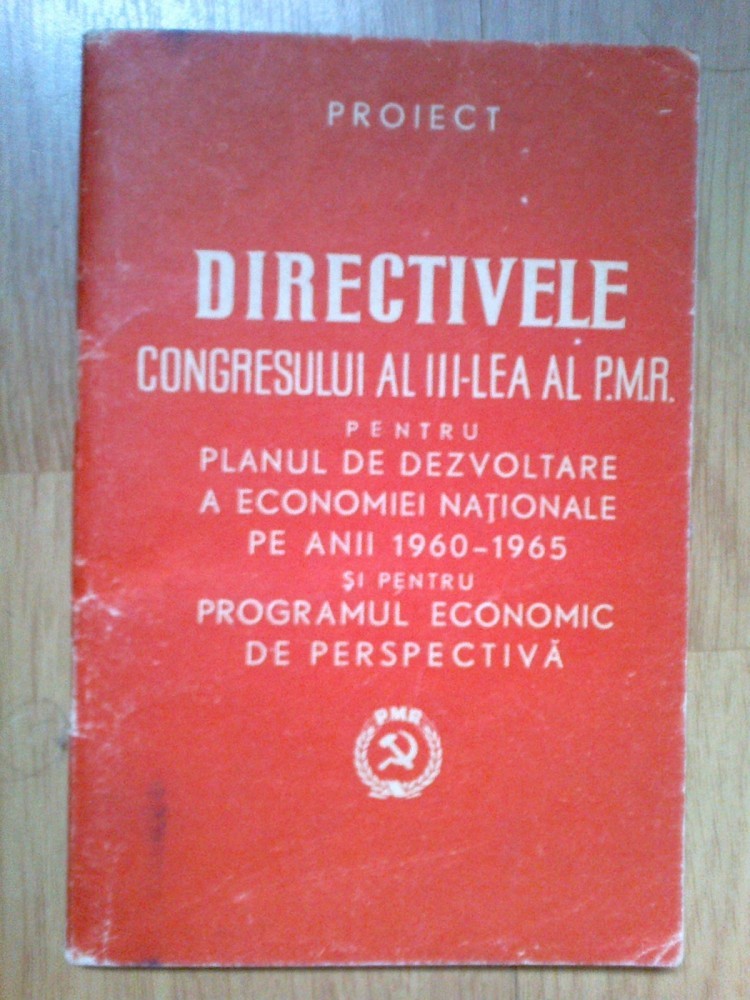 PROIECT
DIRECTIVELE
CONGRESULUI AL III-LEA AL P.M.R.
PENTRU
PLANUL DE DEZVOLTARE
A ECONOMIEI NAȚIONALE
PE ANII 1960-1965
ȘI PENTRU
PROGRAMUL ECONOMIC
DE PERSPECTIVĂ
P.M.R.